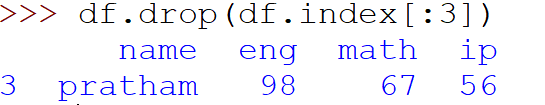 >>> df.drop(df.index[:3])
name eng math ip
3 pratham 98 67 56